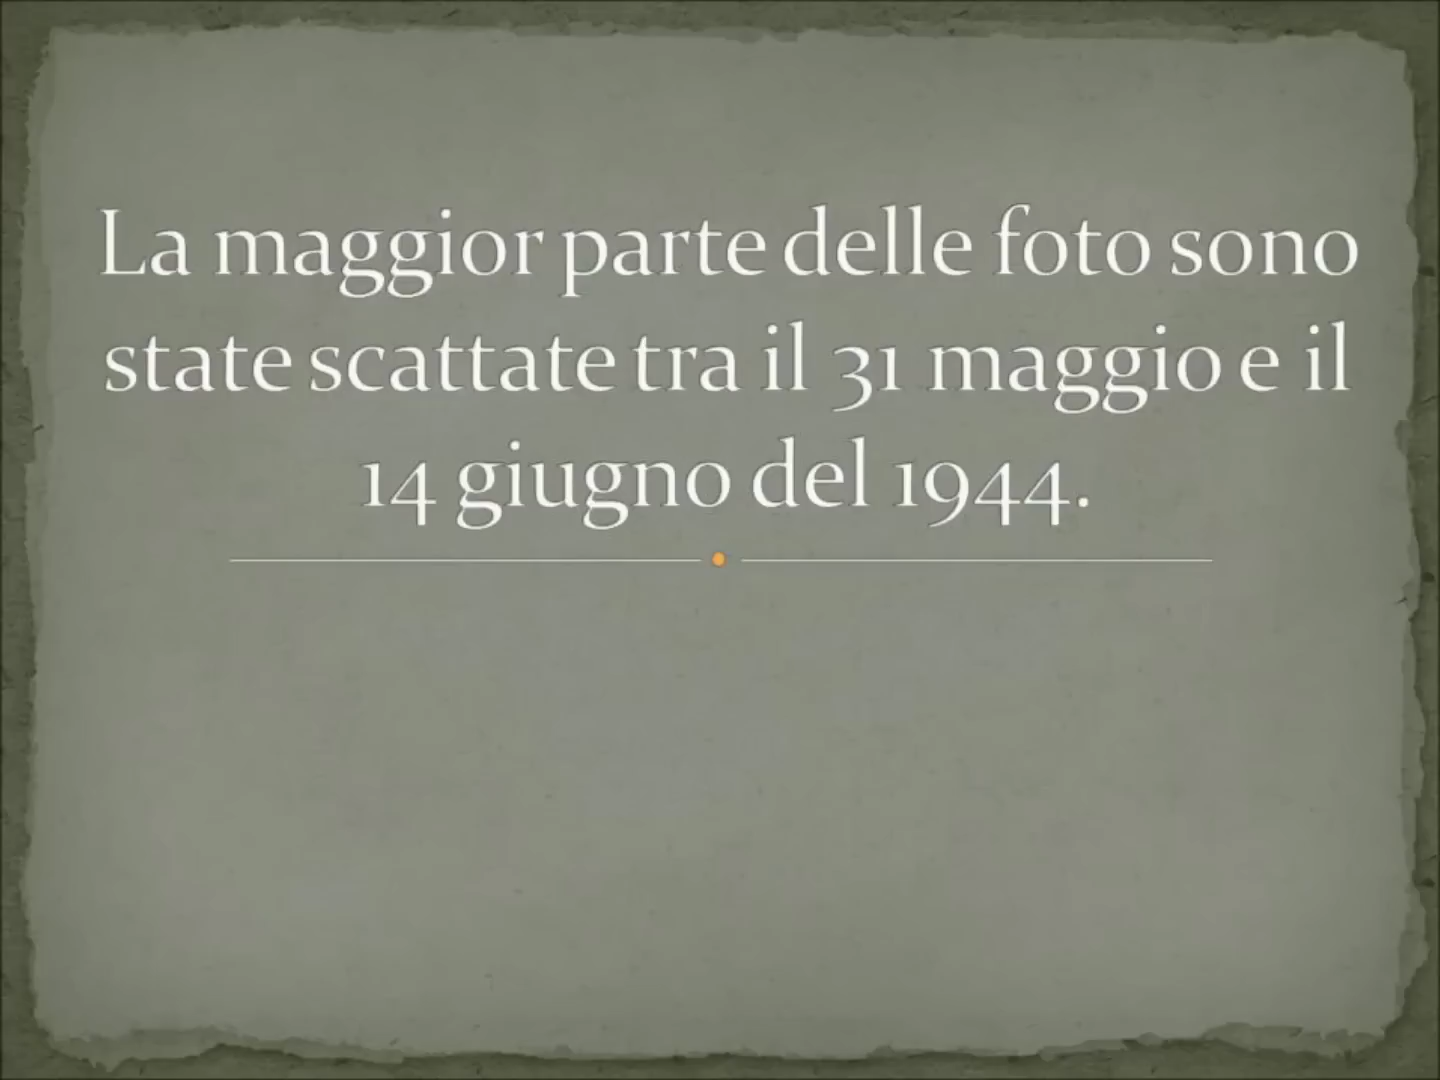 La maggior parte delle foto sono
state scattate tra il 31 maggio e il
14 giugno del 1944.